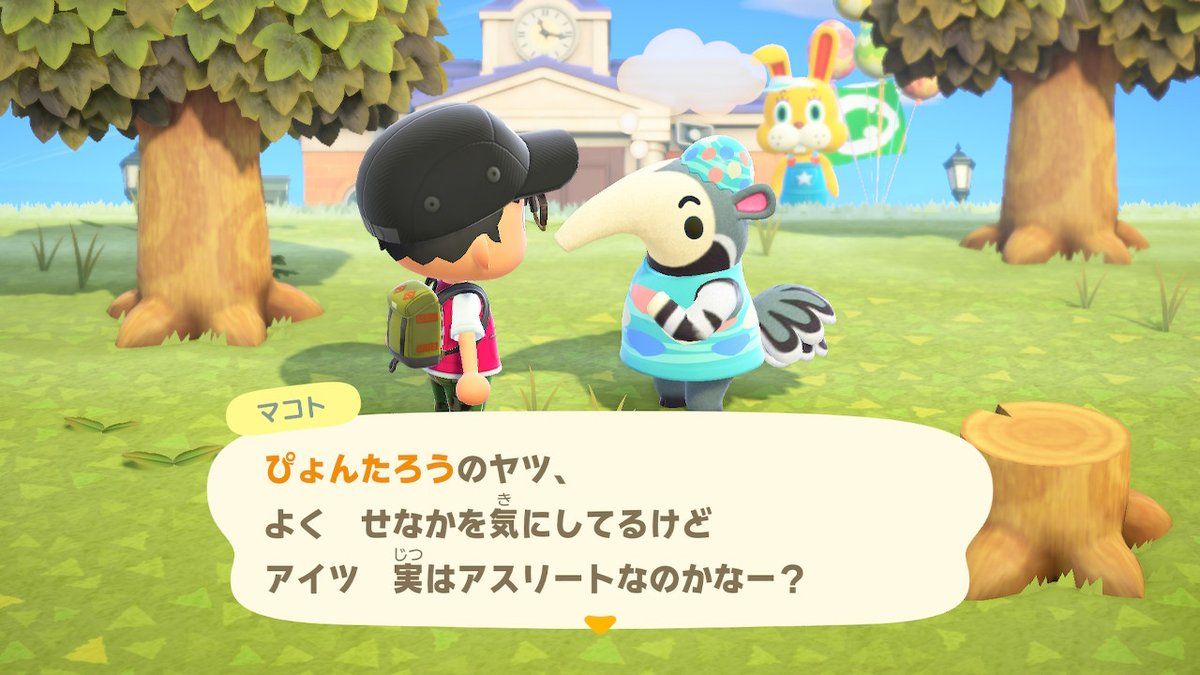 マコト
ぴょんたろうのヤツ、
よく　せなかを気にしてるけど
アイツ　実はアスリートなのかなー？